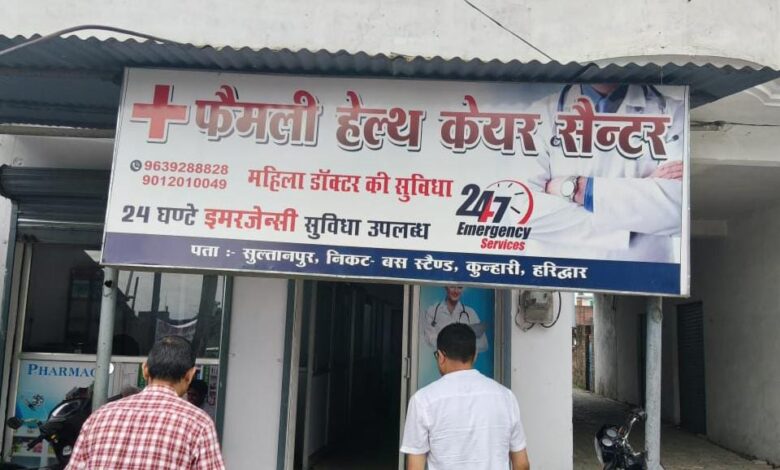 फैमली हेल्थ केयर सैन्टर
9639288828
9012010049
महिला डॉक्टर की सुविधा
24 घण्टे इमरजेन्सी सुविधा उपलब्ध
24-7
Emergency
Services
पता :- सुल्तानपुर, निकट- बस स्टैण्ड, कुन्हारी, हरिद्वार
PHARMAC